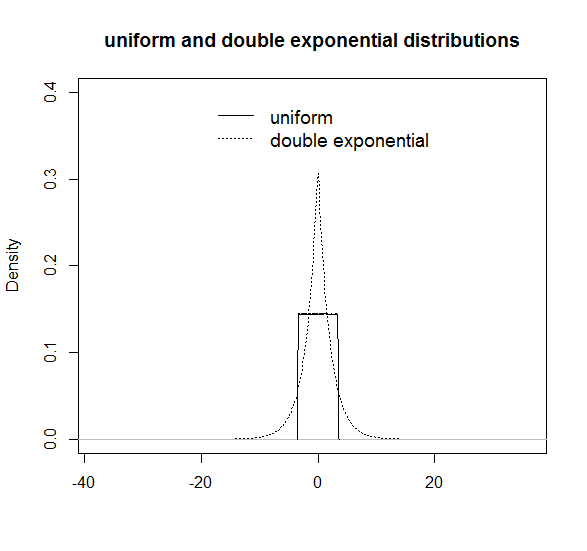 uniform and double exponential distributions
0.4
uniform
double exponential
0.3
Density
0.2
0.1
0.0
-40 -20 0 20